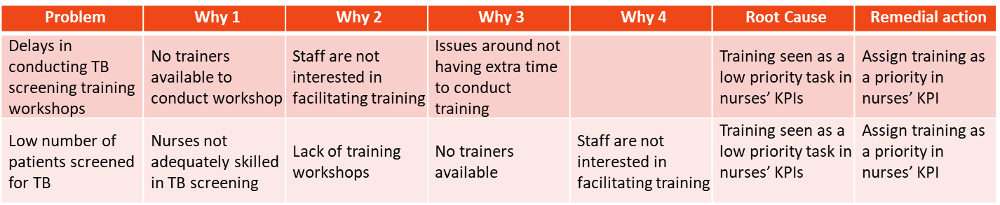 Problem
Why 1
Why 2
Why 3
Why 4
Root Cause
Remedial action
Delays in
conducting TB
screening training
workshops
No trainers
available to
conduct workshop
Staff are not
interested in
facilitating training
Issues around not
having extra time
to conduct
training
Training seen as a
low priority task in
nurses’ KPIs
Assign training as
a priority in
nurses’ KPI
Low number of
patients screened
for TB
Nurses not
adequately skilled
in TB screening
Lack of training
workshops
No trainers
available
Staff are not
interested in
facilitating training
Training seen as a
low priority task in
nurses’ KPIs
Assign training as
a priority in
nurses’ KPI